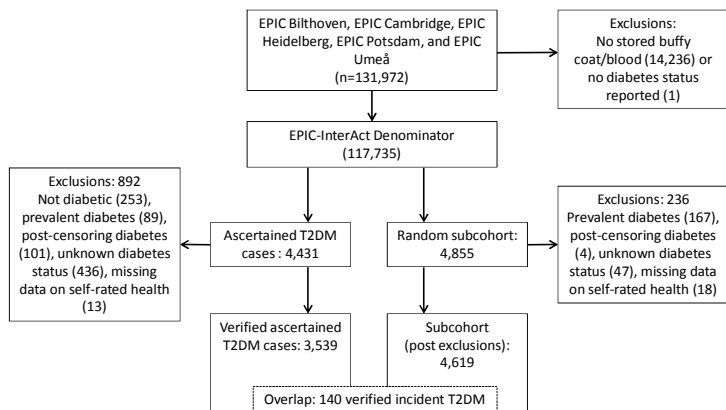 EPIC Bilthoven, EPIC Cambridge, EPIC
Heidelberg, EPIC Potsdam, and EPIC
Umeå
(n=131,972)
Exclusions:
No stored buffy
coat/blood (14,236) or
no diabetes status
reported (1)
EPIC-InterAct Denominator
(117,735)
Exclusions: 892
Not diabetic (253),
prevalent diabetes (89),
post-censoring diabetes
(101), unknown diabetes
status (436), missing
data on self-rated health
(13)
Ascertained T2DM
cases : 4,431
Random subcohort:
4,855
Exclusions: 236
Prevalent diabetes (167),
post-censoring diabetes
(4), unknown diabetes
status (47), missing data
on self-rated health (18)
Verified ascertained
T2DM cases: 3,539
Subcohort
(post exclusions):
4,619
Overlap: 140 verified incident T2DM